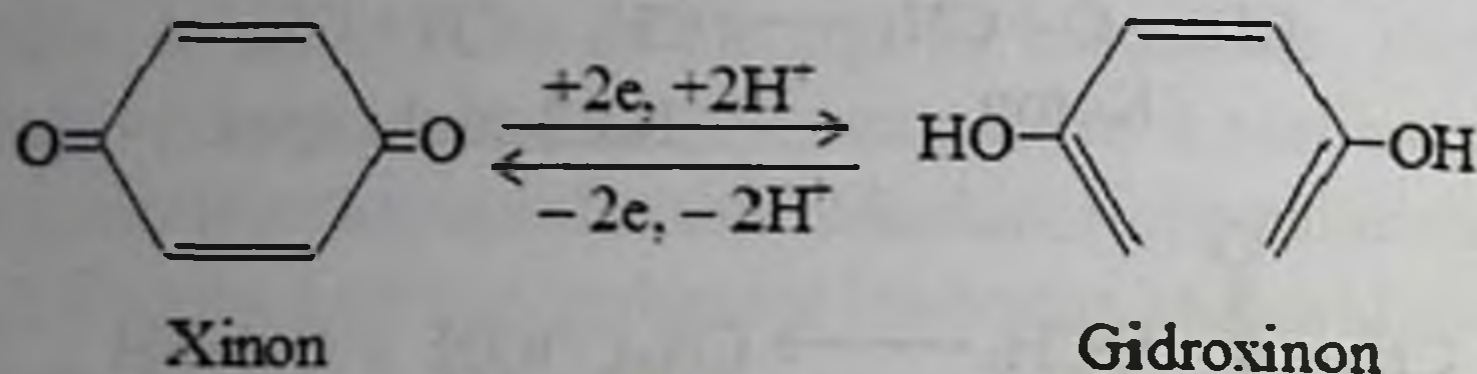 +2e, +2H⁺
O= =O HO- -OH
− 2e, − 2H⁺
Xinon Gidroxinon